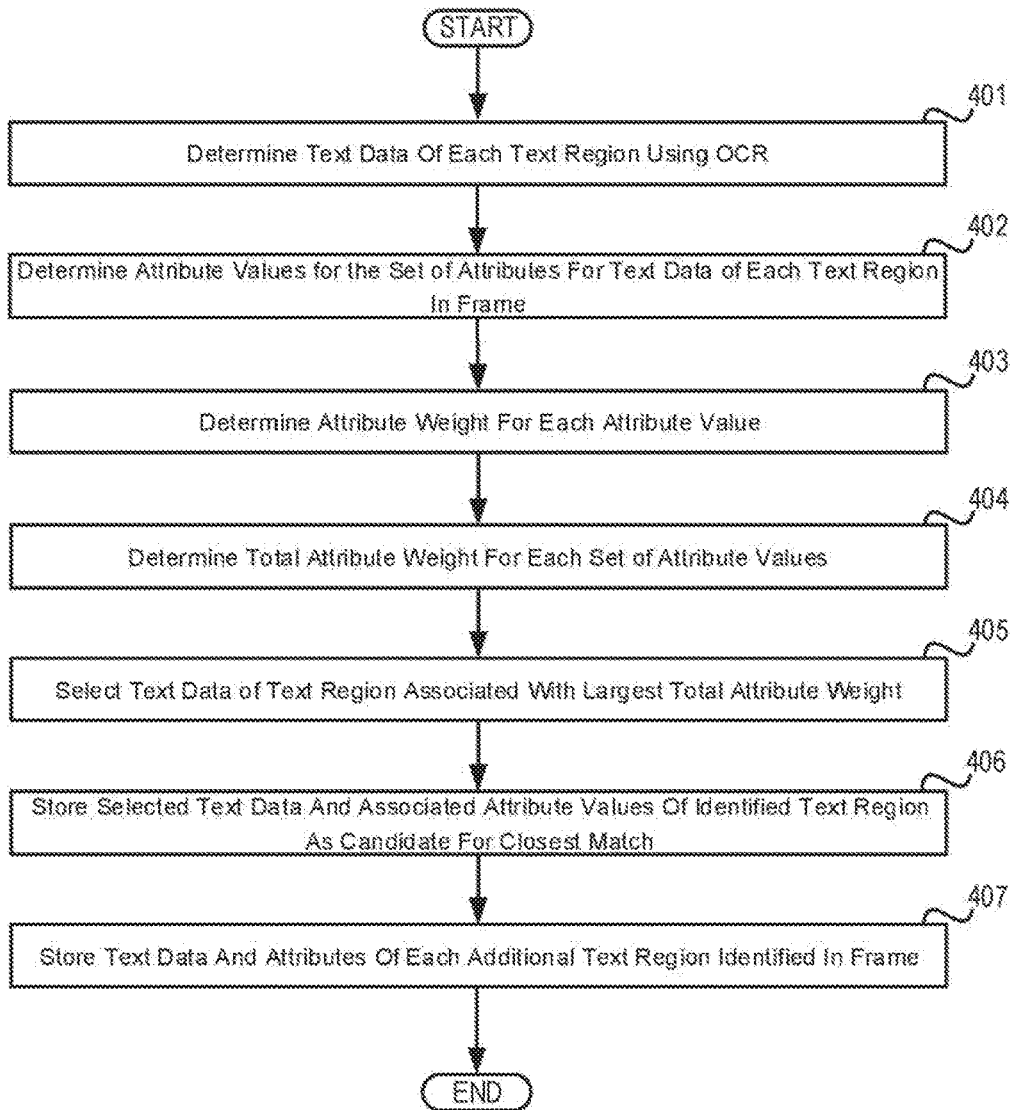 START
401
Determine Text Data Of Each Text Region Using OCR
402
Determine Attribute Values for the Set of Attributes For Text Data of Each Text Region
In Frame
403
Determine Attribute Weight For Each Attribute Value
404
Determine Total Attribute Weight For Each Set of Attribute Values
405
Select Text Data of Text Region Associated With Largest Total Attribute Weight
406
Store Selected Text Data And Associated Attribute Values Of Identified Text Region
As Candidate For Closest Match
407
Store Text Data And Attributes Of Each Additional Text Region Identified In Frame
END